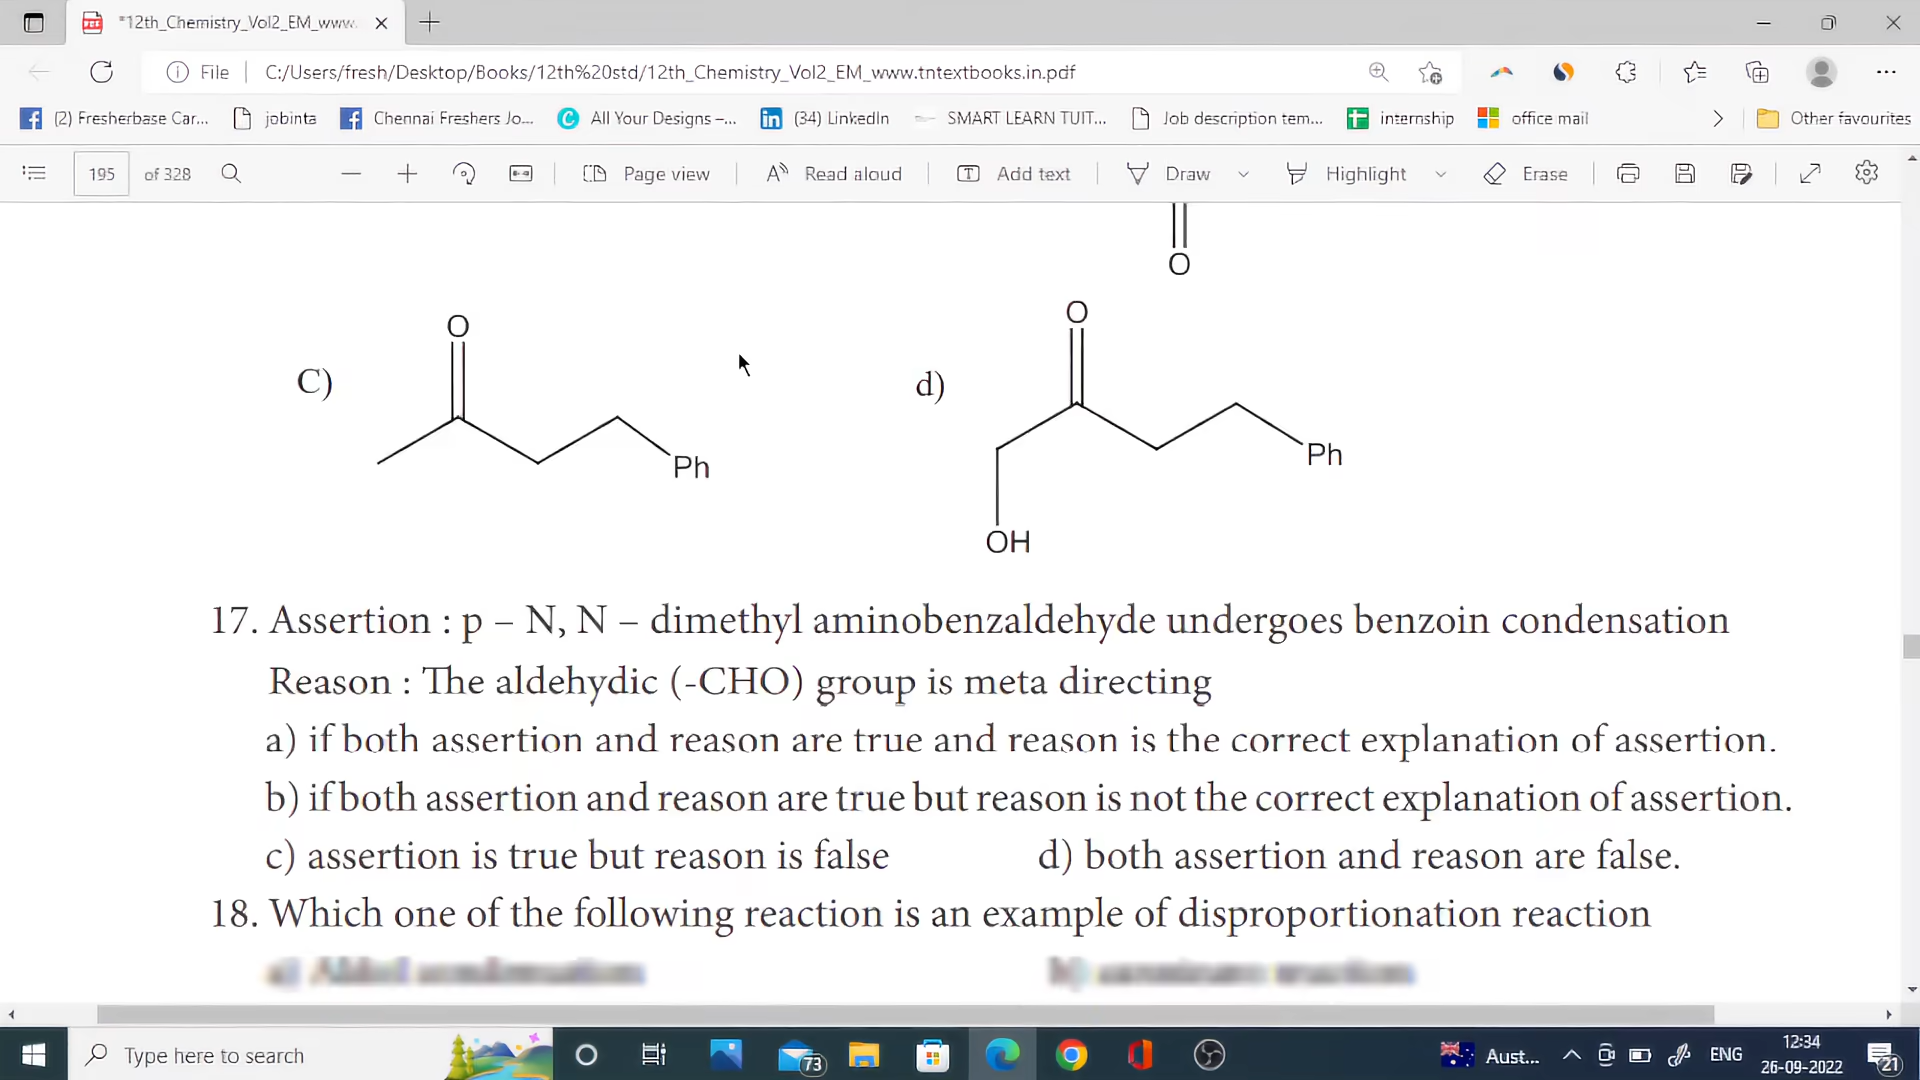 *12th_Chemistry_Vol2_EM_www.
File C:/Users/fresh/Desktop/Books/12th%20std/12th_Chemistry_Vol2_EM_www.tntextbooks.in.pdf
(2) Fresherbase Car... jobinta Chennai Freshers Jo... All Your Designs –... (34) LinkedIn SMART LEARN TUIT... Job description tem... internship office mail Other favourites
195 of 328 Page view Read aloud Add text Draw Highlight Erase
O
O O
C) d)
Ph Ph
OH
17. Assertion : p – N, N – dimethyl aminobenzaldehyde undergoes benzoin condensation
Reason : The aldehydic (-CHO) group is meta directing
a) if both assertion and reason are true and reason is the correct explanation of assertion.
b) if both assertion and reason are true but reason is not the correct explanation of assertion.
c) assertion is true but reason is false d) both assertion and reason are false.
18. Which one of the following reaction is an example of disproportionation reaction
Type here to search 73 Aust... ENG 12:34
26-09-2022 21